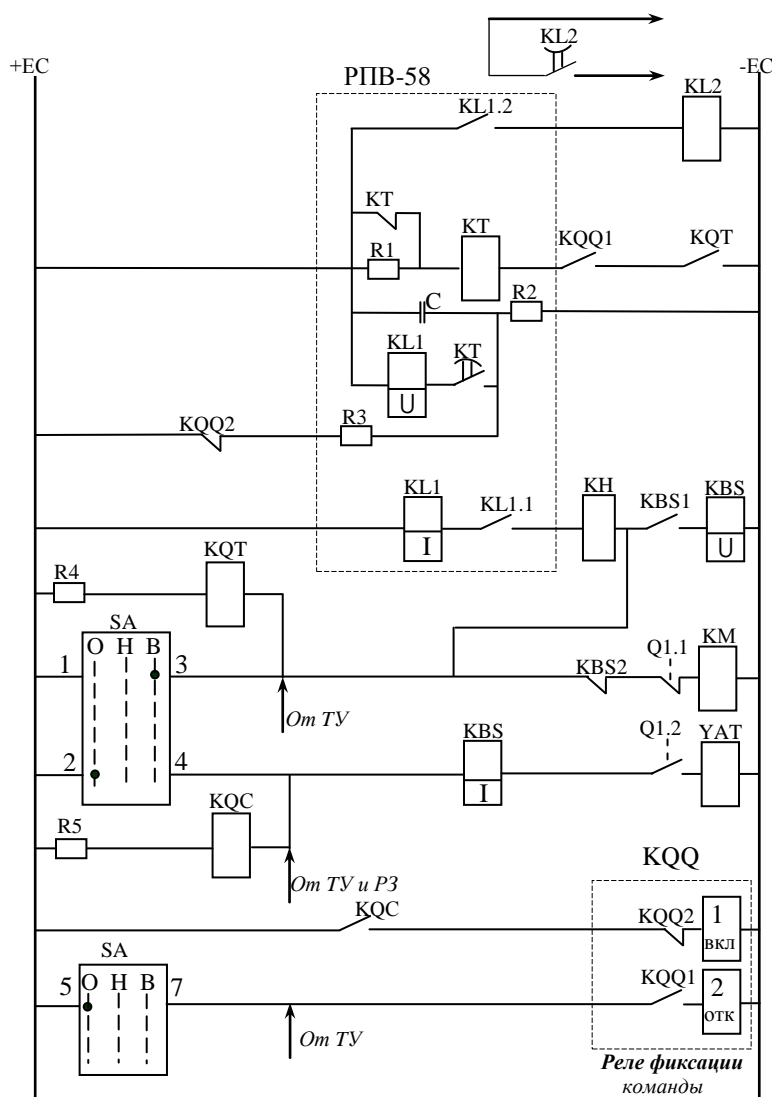 KL2
+EC
РПВ-58
-EC
KL2
KL1.2
KT
KT
KQQ1
KQT
R1
C
R2
KL1
KT
U
KQQ2
R3
KL1
KL1.1
KH
KBS1
KBS
I
U
R4
KQT
SA
О Н В
1
3
KBS2
Q1.1
KM
От ТУ
2
4
KBS
Q1.2
YAT
I
R5
KQC
От ТУ и РЗ
KQQ
KQC
KQQ2
1
вкл
SA
5
О Н В
7
KQQ1
2
отк
От ТУ
Реле фиксации
команды